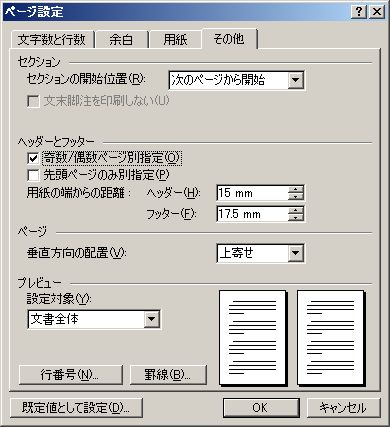 ページ設定
文字数と行数 余白 用紙 その他
セクション
セクションの開始位置(R): 次のページから開始
文末脚注を印刷しない(U)
ヘッダーとフッター
奇数/偶数ページ別指定(O)
先頭ページのみ別指定(P)
用紙の端からの距離: ヘッダー(H): 15 mm
フッター(F): 17.5 mm
ページ
垂直方向の配置(V): 上寄せ
プレビュー
設定対象(Y):
文書全体
行番号(N)... 罫線(B)...
既定値として設定(D)... OK キャンセル